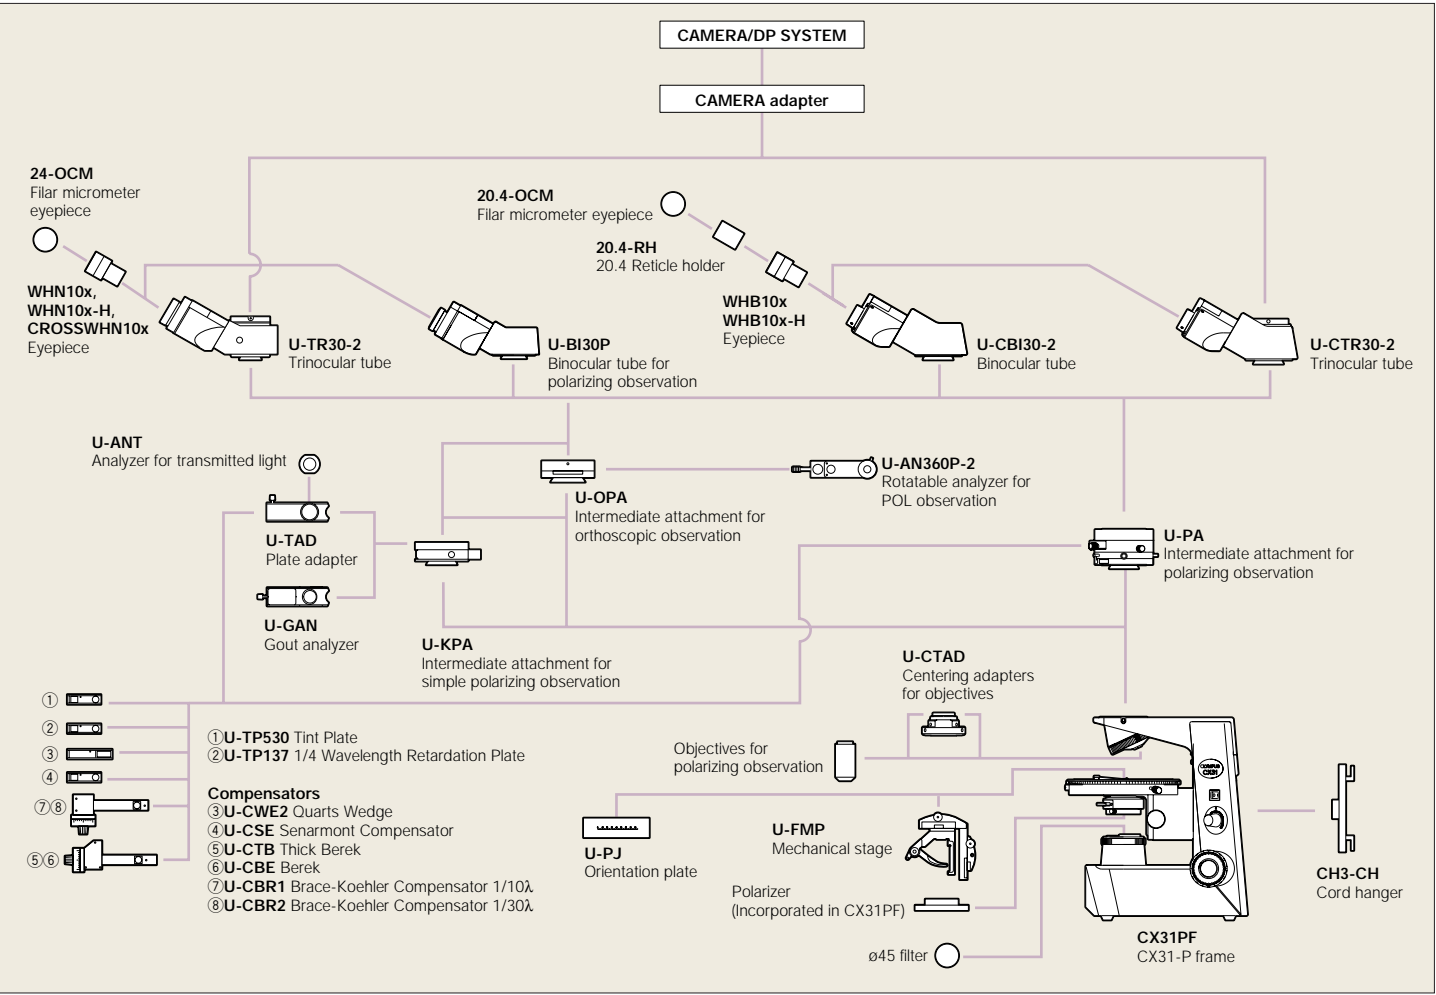 CAMERA/DP SYSTEM
CAMERA adapter
24-OCM
Filar micrometer
eyepiece
20.4-OCM
Filar micrometer eyepiece
20.4-RH
20.4 Reticle holder
WHN10x,
WHN10x-H,
CROSSWHN10x
Eyepiece
U-TR30-2
Trinocular tube
U-BI30P
Binocular tube for
polarizing observation
WHB10x
WHB10x-H
Eyepiece
U-CBI30-2
Binocular tube
U-CTR30-2
Trinocular tube
U-ANT
Analyzer for transmitted light
U-TAD
Plate adapter
U-GAN
Gout analyzer
U-OPA
Intermediate attachment for
orthoscopic observation
U-AN360P-2
Rotatable analyzer for
POL observation
U-PA
Intermediate attachment for
polarizing observation
U-KPA
Intermediate attachment for
simple polarizing observation
U-CTAD
Centering adapters
for objectives
Objectives for
polarizing observation
①
②
③
④
⑦⑧
⑤⑥
①U-TP530 Tint Plate
②U-TP137 1/4 Wavelength Retardation Plate
Compensators
③U-CWE2 Quarts Wedge
④U-CSE Senarmont Compensator
⑤U-CTB Thick Berek
⑥U-CBE Berek
⑦U-CBR1 Brace-Koehler Compensator 1/10λ
⑧U-CBR2 Brace-Koehler Compensator 1/30λ
U-PJ
Orientation plate
U-FMP
Mechanical stage
Polarizer
(Incorporated in CX31PF)
ø45 filter
OLYMPUS
CX31
CX31PF
CX31-P frame
CH3-CH
Cord hanger